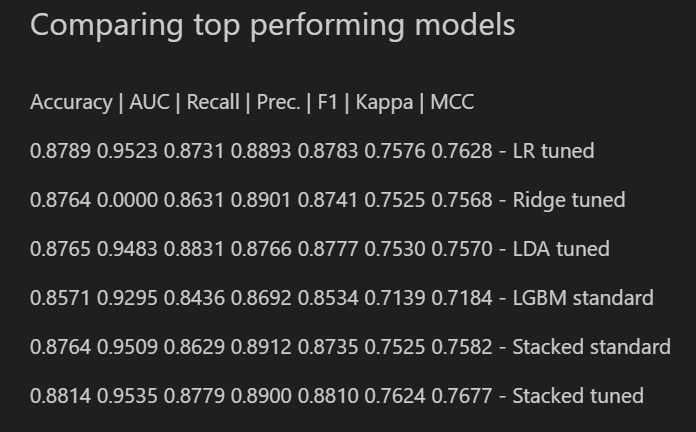 Comparing top performing models
Accuracy | AUC | Recall | Prec. | F1 | Kappa | MCC
0.8789 0.9523 0.8731 0.8893 0.8783 0.7576 0.7628 - LR tuned
0.8764 0.0000 0.8631 0.8901 0.8741 0.7525 0.7568 - Ridge tuned
0.8765 0.9483 0.8831 0.8766 0.8777 0.7530 0.7570 - LDA tuned
0.8571 0.9295 0.8436 0.8692 0.8534 0.7139 0.7184 - LGBM standard
0.8764 0.9509 0.8629 0.8912 0.8735 0.7525 0.7582 - Stacked standard
0.8814 0.9535 0.8779 0.8900 0.8810 0.7624 0.7677 - Stacked tuned